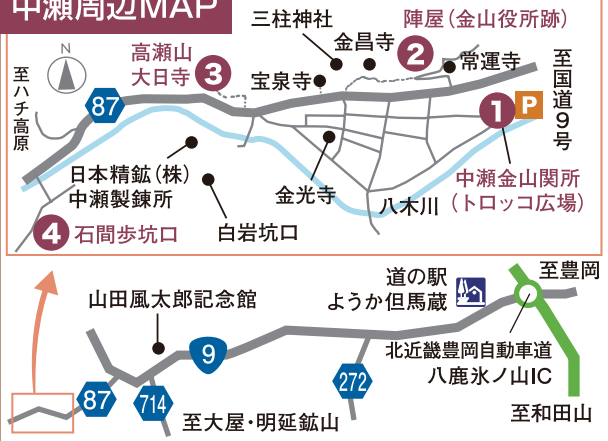 中瀬周辺MAP
三柱神社
陣屋(金山役所跡)
金昌寺
2
常運寺
高瀬山
大日寺
3
宝泉寺
至国道9号
N
至ハチ高原
87
1
P
日本精鉱(株)
中瀬製錬所
金光寺
八木川
中瀬金山関所
(トロッコ広場)
白岩坑口
4
石間歩坑口
至豊岡
道の駅
ようか但馬蔵
山田風太郎記念館
9
北近畿豊岡自動車道
八鹿氷ノ山IC
87
714
272
至大屋・明延鉱山
至和田山